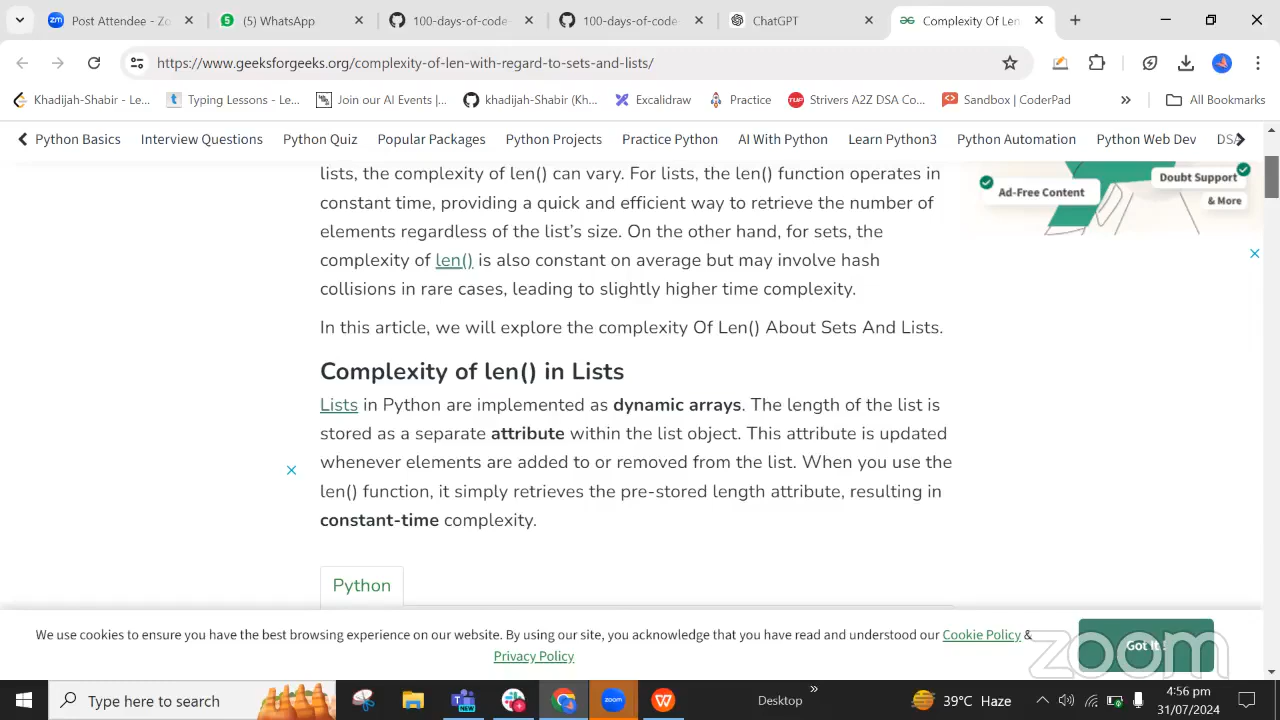 Post Attendee - Zo
(5) WhatsApp
100-days-of-code
100-days-of-code
ChatGPT
Complexity Of Len
https://www.geeksforgeeks.org/complexity-of-len-with-regard-to-sets-and-lists/
Khadijah-Shabir - Le...
Typing Lessons - Le...
Join our AI Events |...
khadijah-Shabir (Kh...
Excalidraw
Practice
Strivers A2Z DSA Co...
Sandbox | CoderPad
All Bookmarks
Python Basics
Interview Questions
Python Quiz
Popular Packages
Python Projects
Practice Python
AI With Python
Learn Python3
Python Automation
Python Web Dev
DSA
lists, the complexity of len() can vary. For lists, the len() function operates in
constant time, providing a quick and efficient way to retrieve the number of
elements regardless of the list's size. On the other hand, for sets, the
complexity of len() is also constant on average but may involve hash
collisions in rare cases, leading to slightly higher time complexity.
Ad-Free Content
Doubt Support
& More
In this article, we will explore the complexity Of Len() About Sets And Lists.
Complexity of len() in Lists
Lists in Python are implemented as dynamic arrays. The length of the list is
stored as a separate attribute within the list object. This attribute is updated
whenever elements are added to or removed from the list. When you use the
len() function, it simply retrieves the pre-stored length attribute, resulting in
constant-time complexity.
Python
We use cookies to ensure you have the best browsing experience on our website. By using our site, you acknowledge that you have read and understood our Cookie Policy &
Privacy Policy
Got It !
zoom
Type here to search
NEW
zoom
Desktop
39°C Haze
4:56 pm
31/07/2024